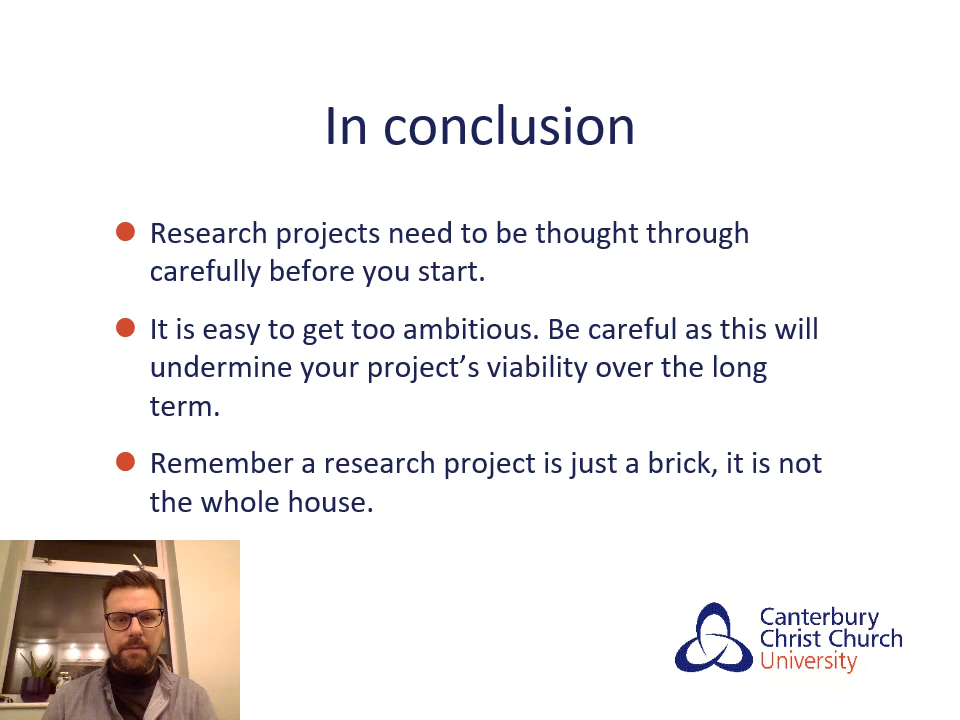 In conclusion
Research projects need to be thought through
carefully before you start.
It is easy to get too ambitious. Be careful as this will
undermine your project’s viability over the long
term.
Remember a research project is just a brick, it is not
the whole house.
Canterbury
Christ Church
University